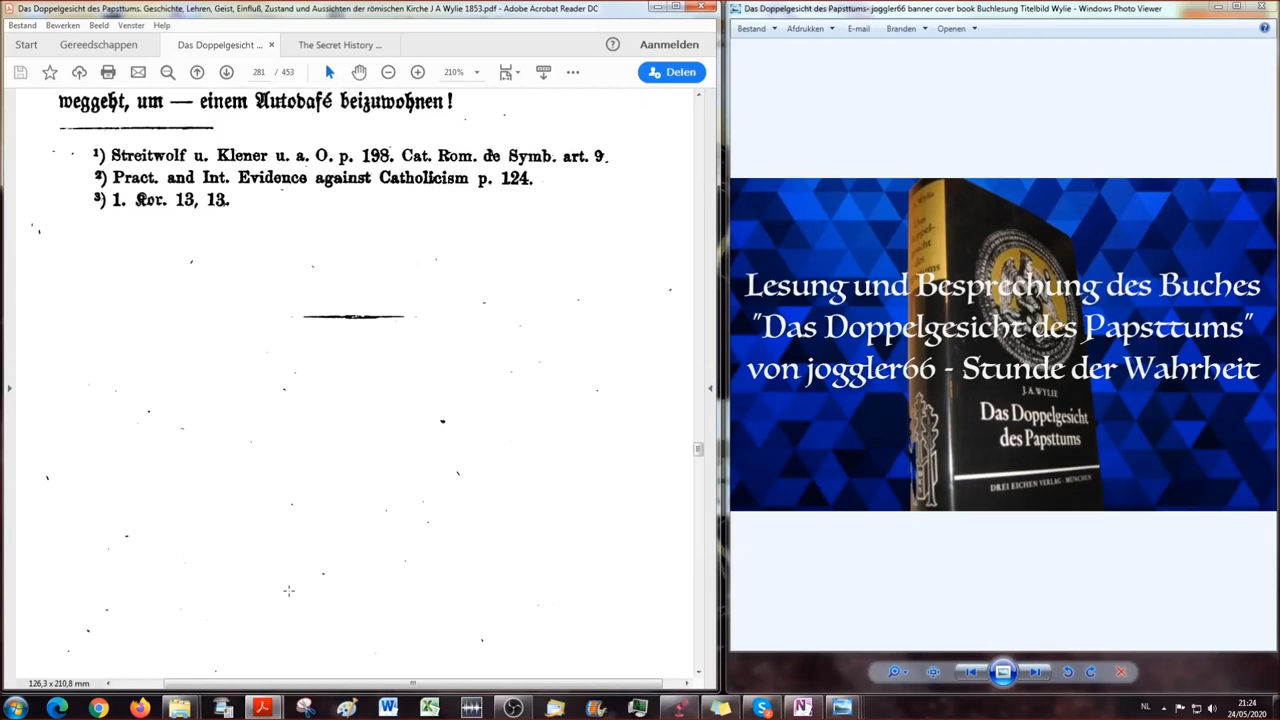 Das Doppelgesicht des Papsttums. Geschichte, Lehren, Geist, Einfluß, Zustand und Aussichten der römischen Kirche J A Wylie 1853.pdf - Adobe Acrobat Reader DC
Bestand Bewerken Beeld Venster Help
Start Gereedschappen Das Doppelgesicht ... × The Secret History ... Anmelden
281 / 453 210% Delen
weggeht, um — einem Autodafé beizuwohnen!
¹) Streitwolf u. Klener u. a. O. p. 198. Cat. Rom. de Symb. art. 9.
²) Pract. and Int. Evidence against Catholicism p. 124.
³) 1. Kor. 13, 13.
126,3 x 210,8 mm
Das Doppelgesicht des Papsttums- joggler66 banner cover book Buchlesung Titelbild Wylie - Windows Photo Viewer
Bestand Afdrukken E-mail Branden Openen
Lesung und Besprechung des Buches
"Das Doppelgesicht des Papsttums"
von joggler66 - Stunde der Wahrheit
J. A. WYLIE
Das Doppelgesicht
des Papsttums
DREI EICHEN VERLAG · MÜNCHEN
NL 21:24
24/05/2020